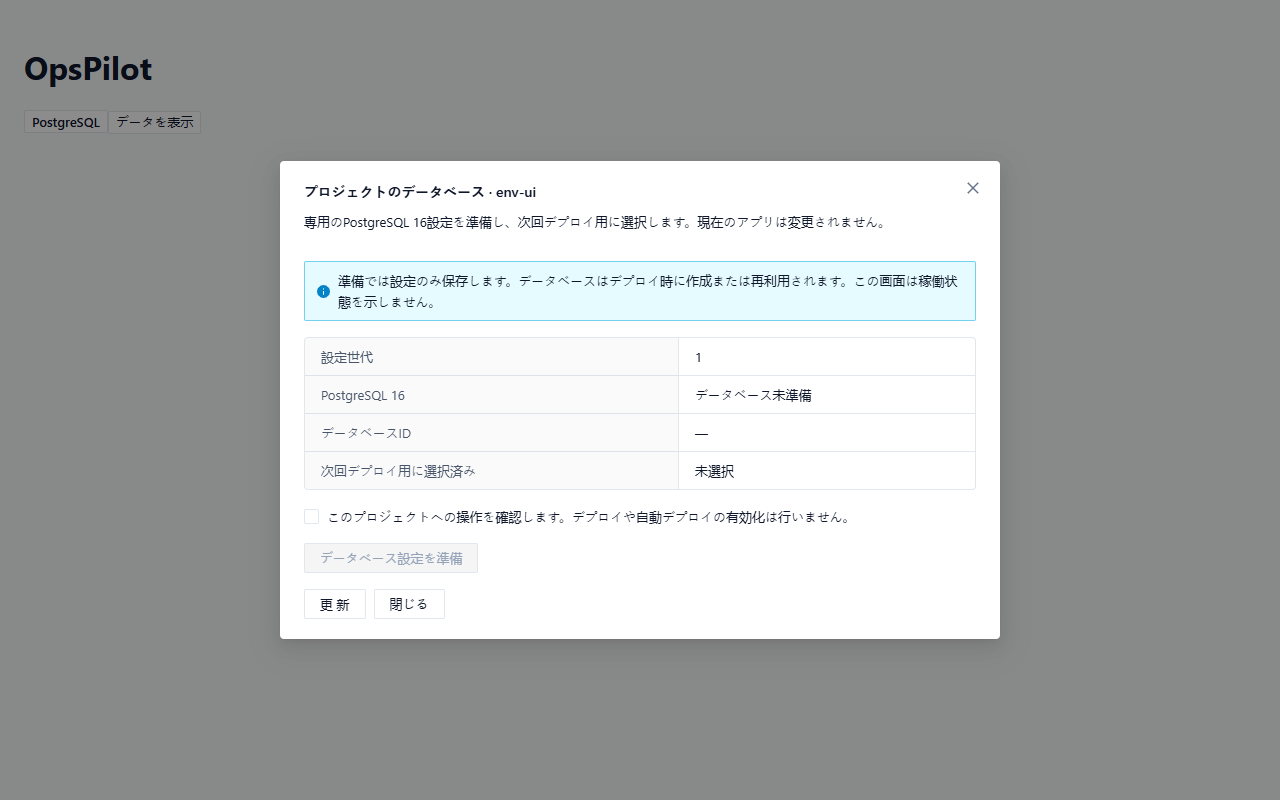 OpsPilot
PostgreSQL データを表示
プロジェクトのデータベース · env-ui
専用のPostgreSQL 16設定を準備し、次回デプロイ用に選択します。現在のアプリは変更されません。
準備では設定のみ保存します。データベースはデプロイ時に作成または再利用されます。この画面は稼働状
態を示しません。
設定世代 1
PostgreSQL 16 データベース未準備
データベースID —
次回デプロイ用に選択済み 未選択
このプロジェクトへの操作を確認します。デプロイや自動デプロイの有効化は行いません。
データベース設定を準備
更 新 閉じる